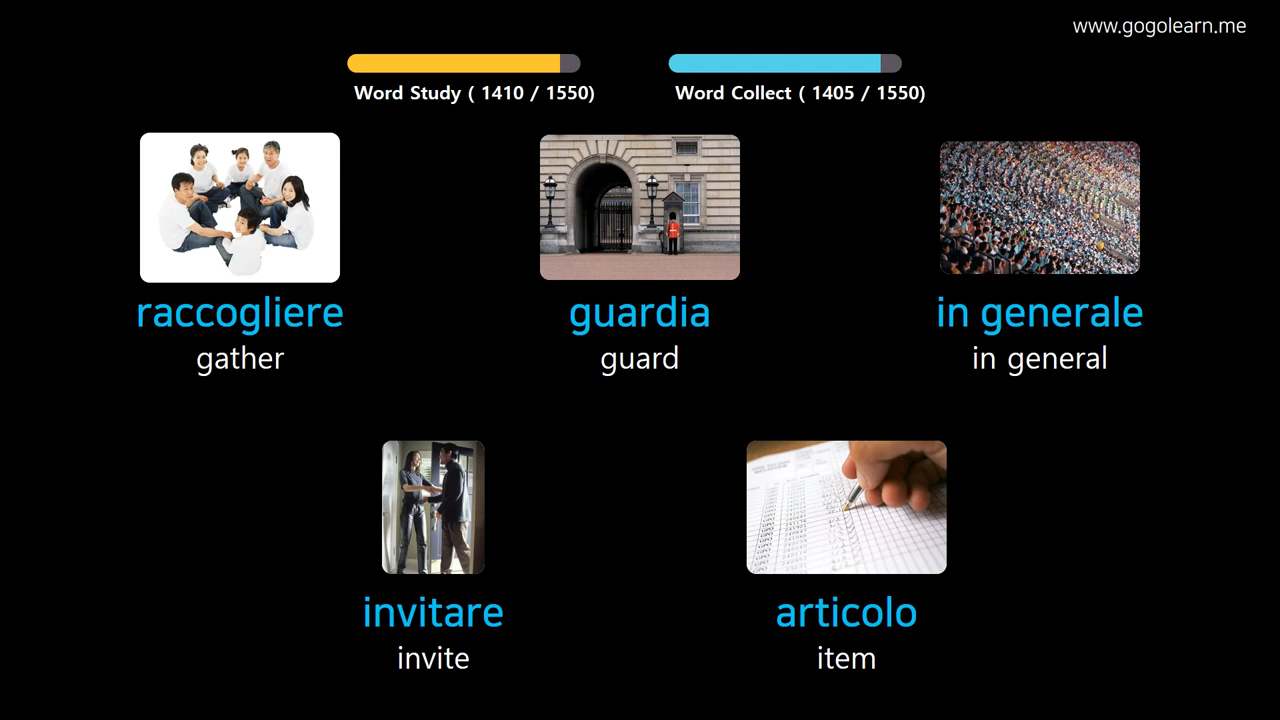 www.gogolearn.me
Word Study ( 1410 / 1550)
Word Collect ( 1405 / 1550)
raccogliere
gather
guardia
guard
in generale
in general
invitare
invite
articolo
item